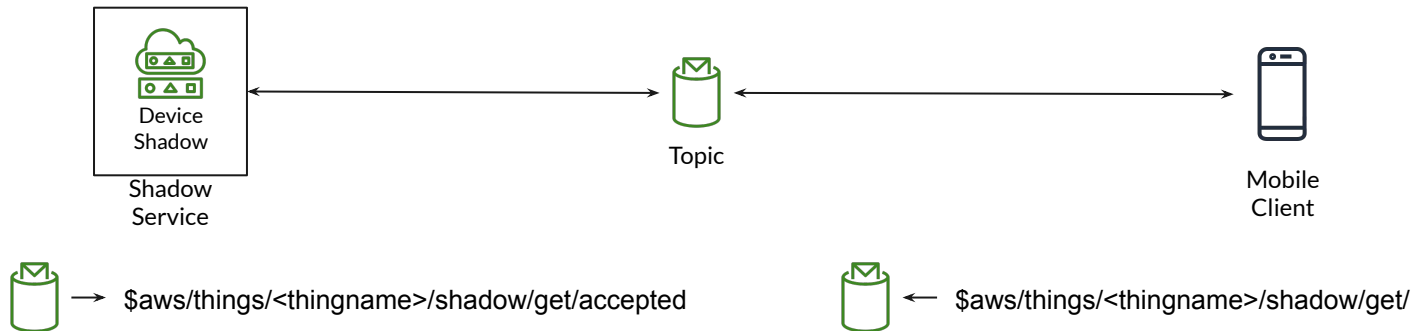 Device
Shadow
Topic
Shadow
Service
Mobile
Client
$aws/things/<thingname>/shadow/get/accepted
$aws/things/<thingname>/shadow/get/